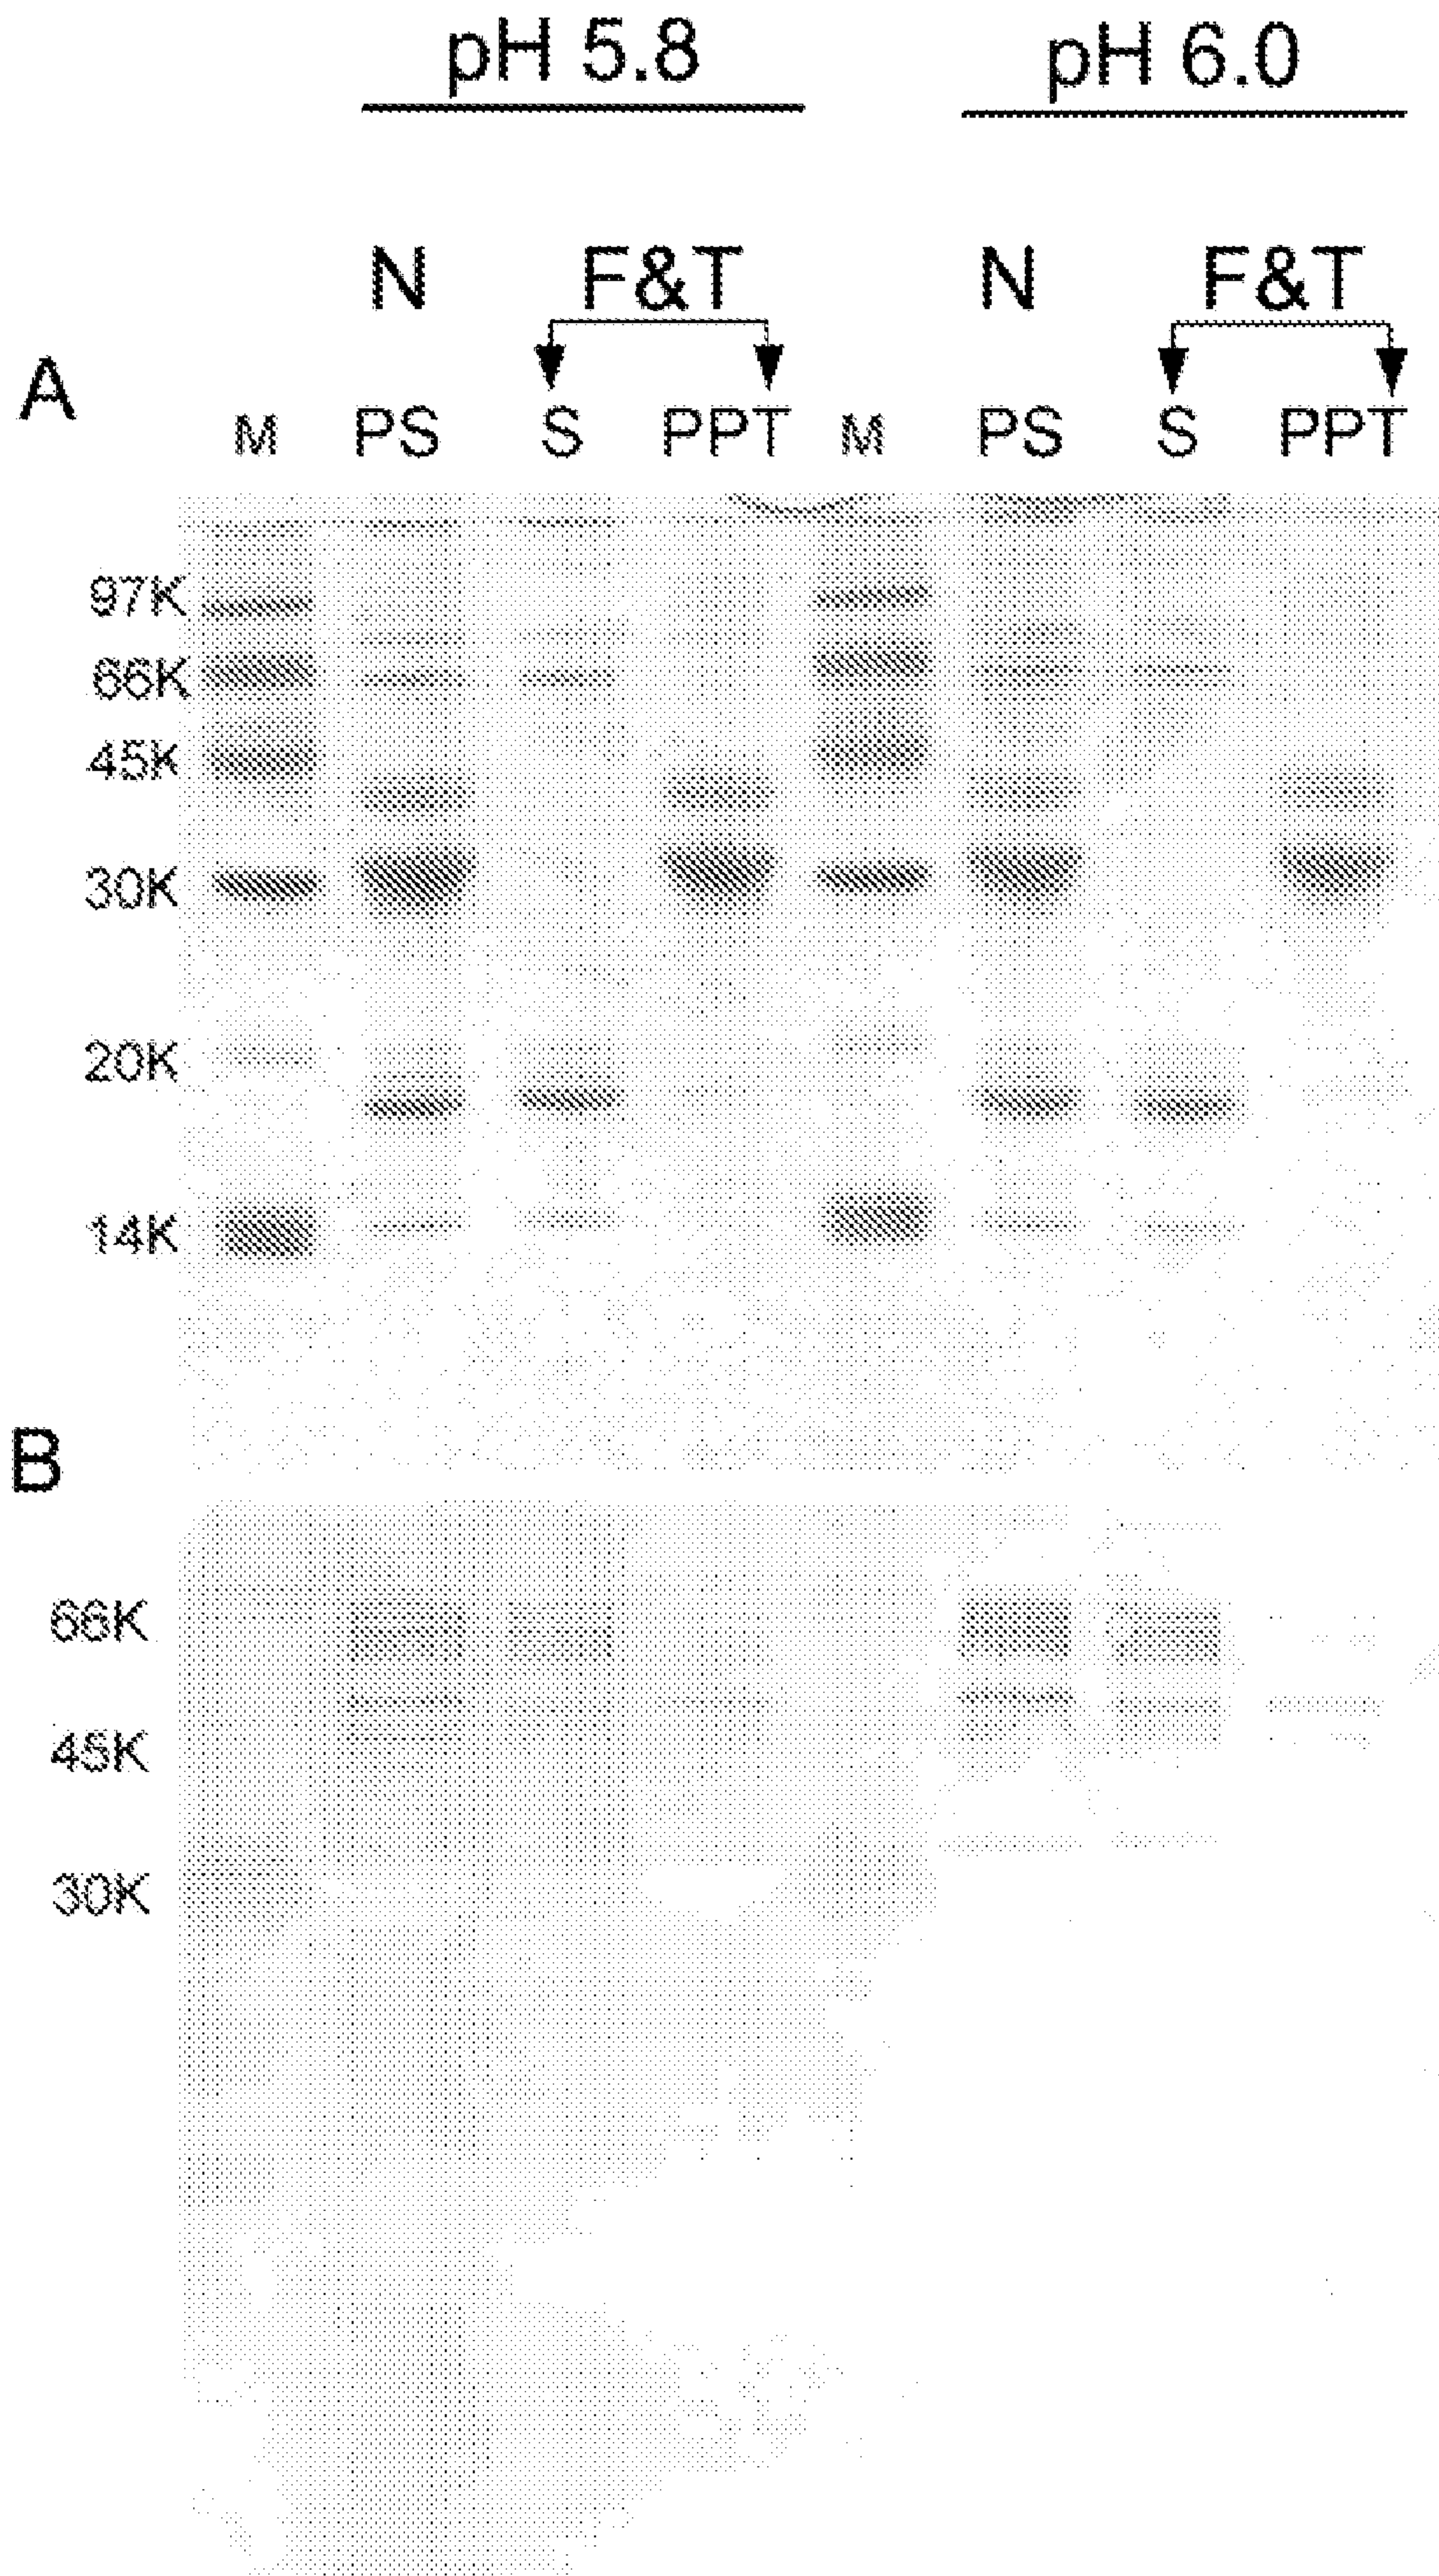 pH 5.8 pH 6.0
N F&T N F&T
A
M PS S PPT M PS S PPT
97K
66K
45K
30K
20K
14K
B
66K
45K
30K